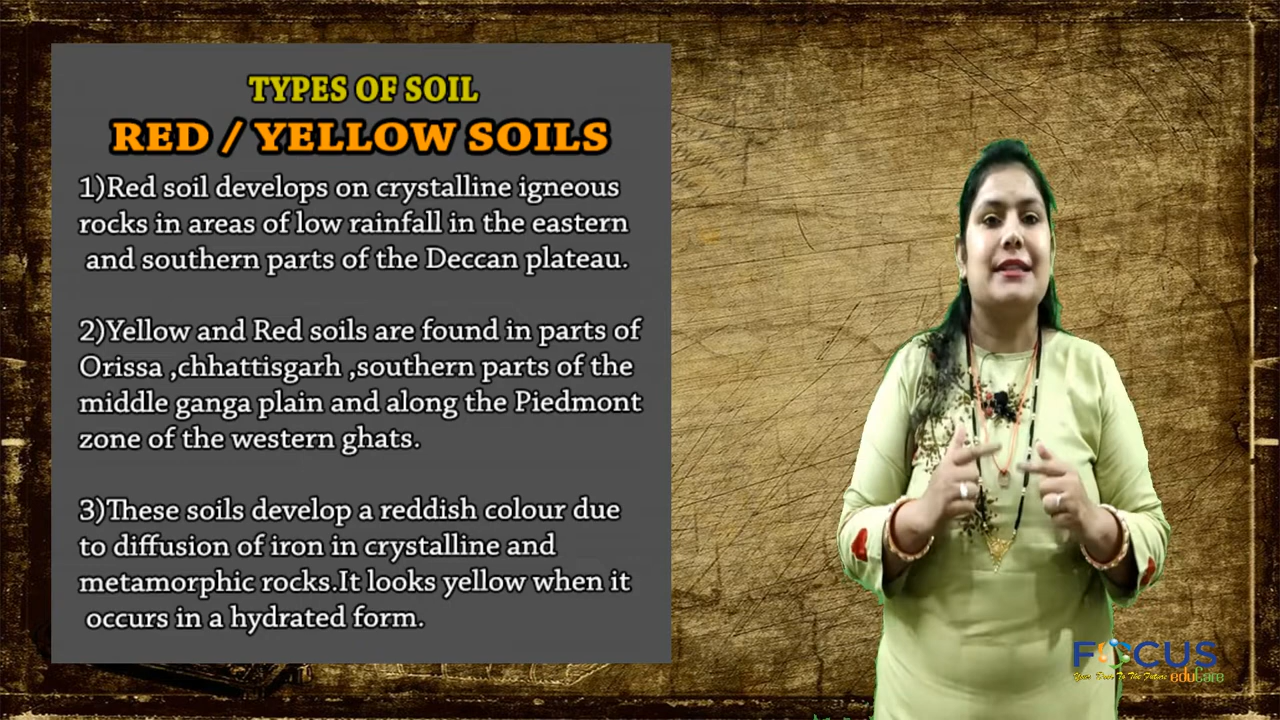 TYPES OF SOIL
RED / YELLOW SOILS
1)Red soil develops on crystalline igneous
rocks in areas of low rainfall in the eastern
and southern parts of the Deccan plateau.
2)Yellow and Red soils are found in parts of
Orissa ,chhattisgarh ,southern parts of the
middle ganga plain and along the Piedmont
zone of the western ghats.
3)These soils develop a reddish colour due
to diffusion of iron in crystalline and
metamorphic rocks.It looks yellow when it
occurs in a hydrated form.
FOCUS
To The Future eduCare